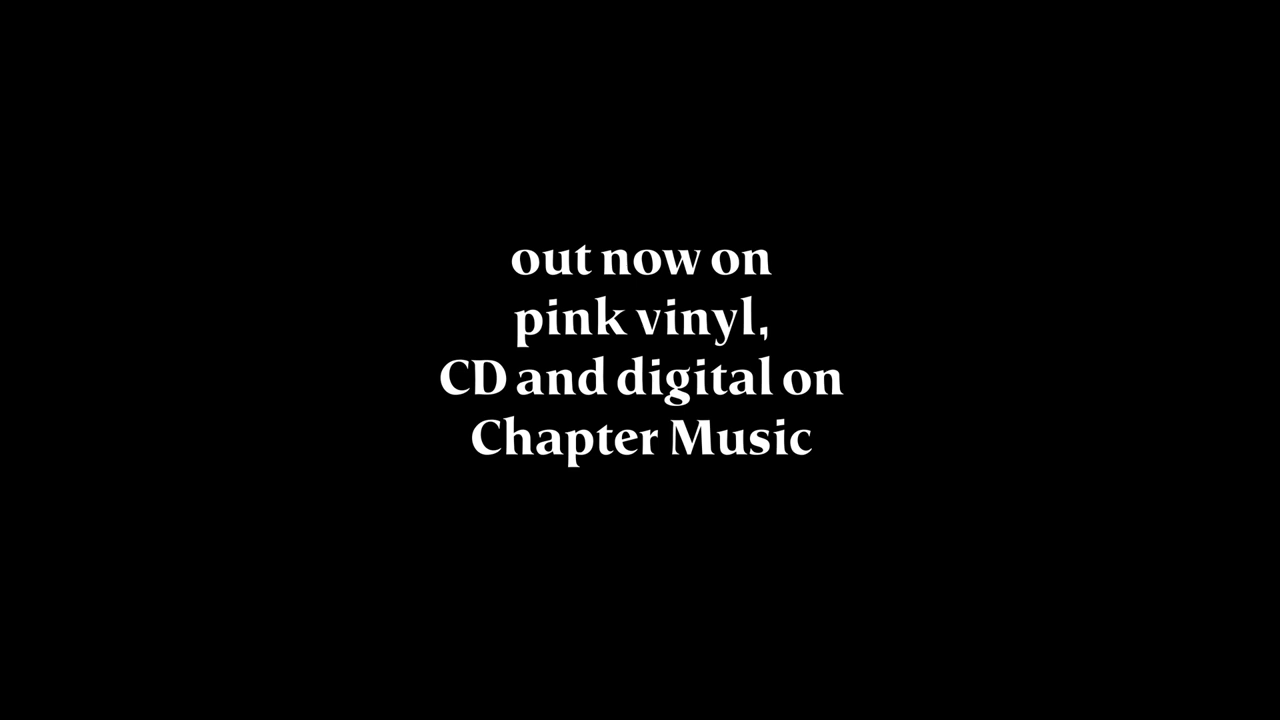 out now on
pink vinyl,
CD and digital on
Chapter Music